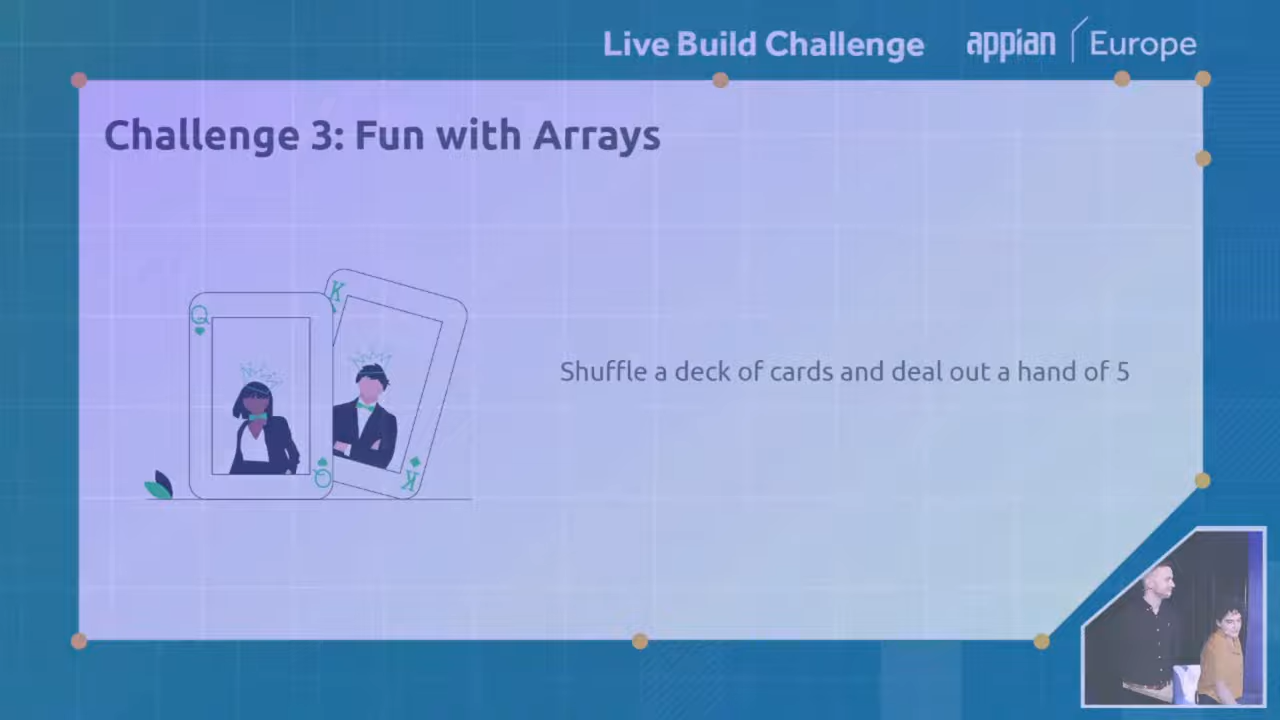 Live Build Challenge
appian Europe
Challenge 3: Fun with Arrays
K
Q
Shuffle a deck of cards and deal out a hand of 5
Q
K